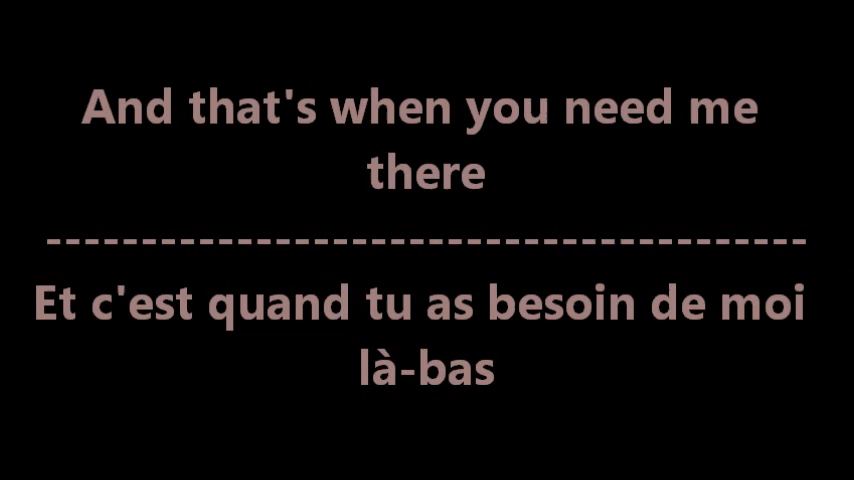 And that's when you need me
there
----------------------------------------
Et c'est quand tu as besoin de moi
là-bas